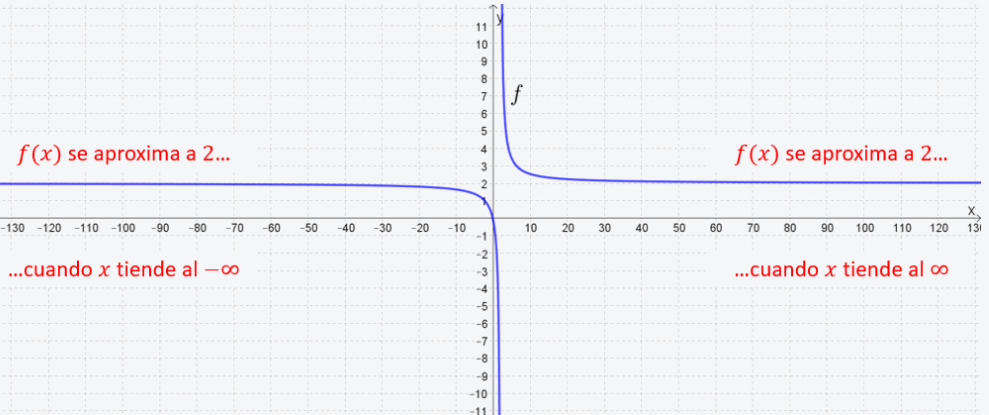 y
11
10
9
8
7
f
6
5
4
f(x) se aproxima a 2...
f(x) se aproxima a 2...
3
2
1
x
-130 -120 -110 -100 -90 -80 -70 -60 -50 -40 -30 -20 -10 10 20 30 40 50 60 70 80 90 100 110 120 130
-1
-2
...cuando x tiende al −∞
...cuando x tiende al ∞
-3
-4
-5
-6
-7
-8
-9
-10
-11